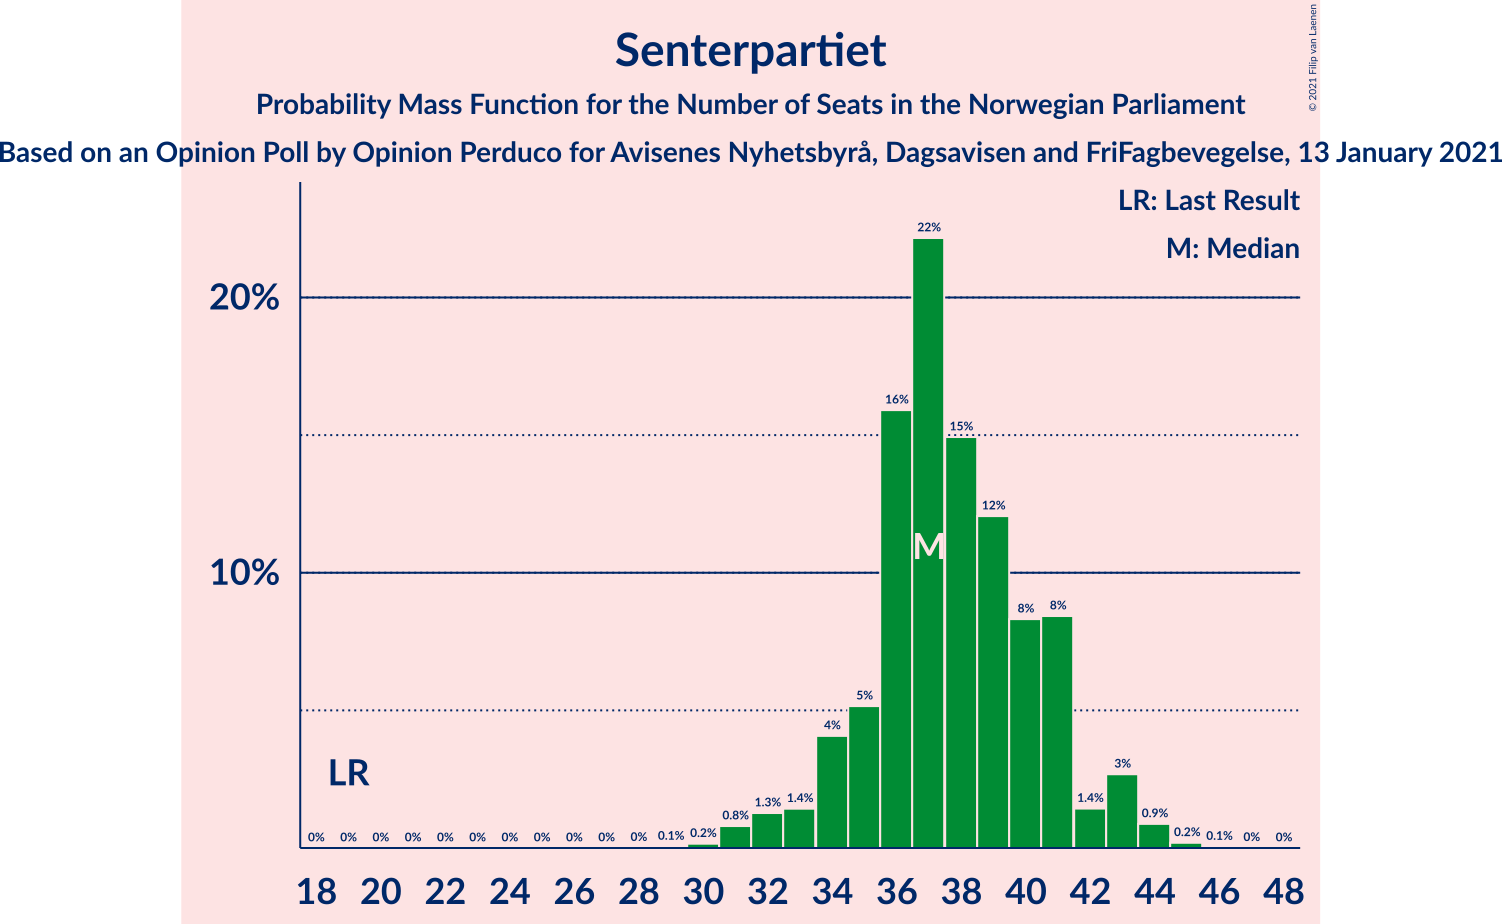 Senterpartiet
Probability Mass Function for the Number of Seats in the Norwegian Parliament
Based on an Opinion Poll by Opinion Perduco for Avisenes Nyhetsbyrå, Dagsavisen and FriFagbevegelse, 13 January 2021
© 2021 Filip van Laenen
LR: Last Result
M: Median
22%
20%
16%
15%
12%
M
10%
8% 8%
5%
4%
LR
3%
0% 0% 0% 0% 0% 0% 0% 0% 0% 0% 0% 0.1% 0.2% 0.8% 1.3% 1.4% 1.4% 0.9% 0.2% 0.1% 0% 0%
18 20 22 24 26 28 30 32 34 36 38 40 42 44 46 48